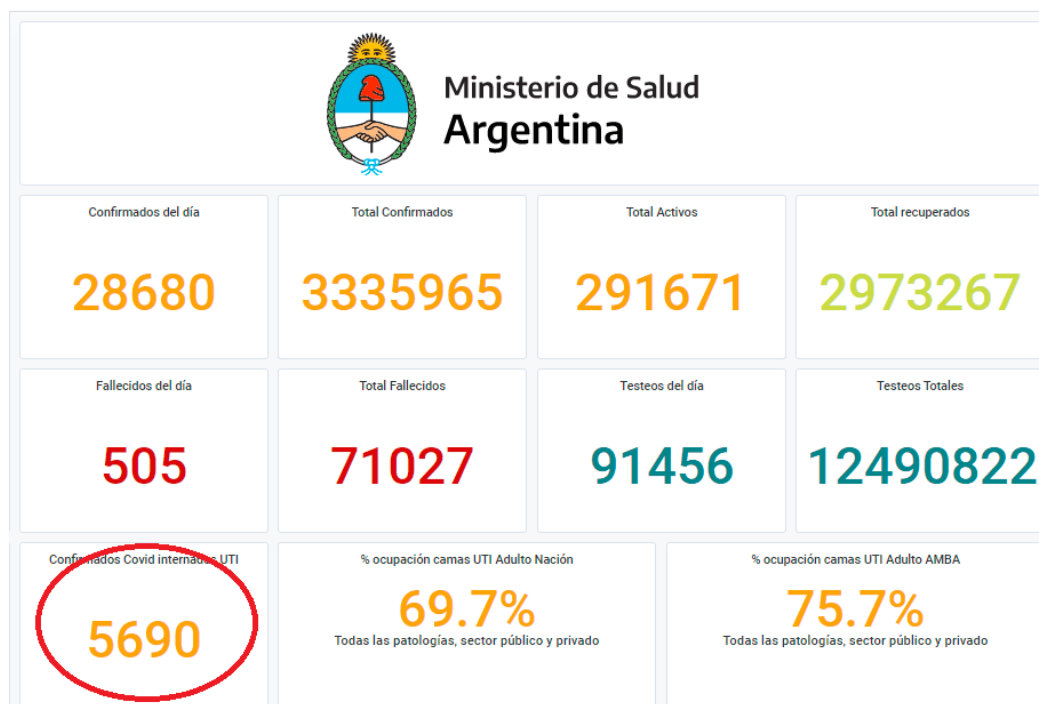 Ministerio de Salud
Argentina
Confirmados del día
Total Confirmados
Total Activos
Total recuperados
28680
3335965
291671
2973267
Fallecidos del día
Total Fallecidos
Testeos del día
Testeos Totales
505
71027
91456
12490822
Confirmados Covid internados UTI
% ocupación camas UTI Adulto Nación
% ocupación camas UTI Adulto AMBA
5690
69.7%
Todas las patologías, sector público y privado
75.7%
Todas las patologías, sector público y privado